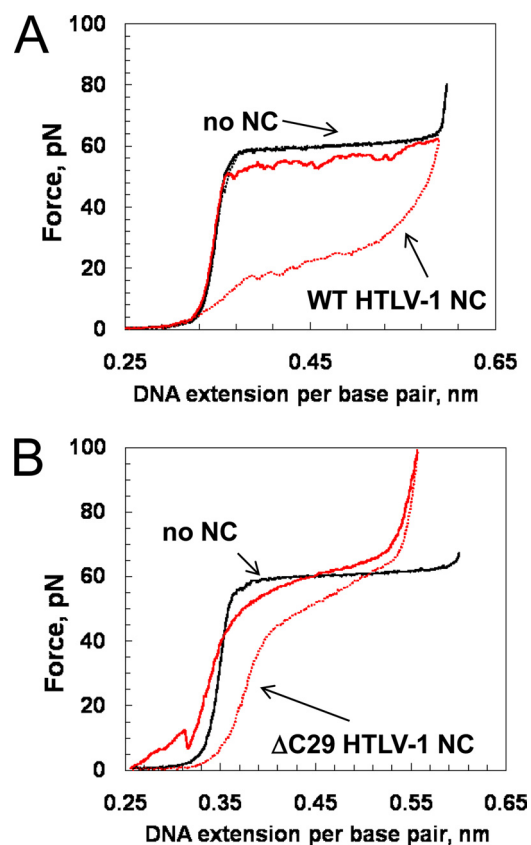 A
100
80
60
40
20
0
Force, pN
no NC
WT HTLV-1 NC
0.25
0.45
0.65
DNA extension per base pair, nm
B
100
80
60
40
20
0
Force, pN
no NC
ΔC29 HTLV-1 NC
0.25
0.35
0.45
0.55
0.65
DNA extension per base pair, nm